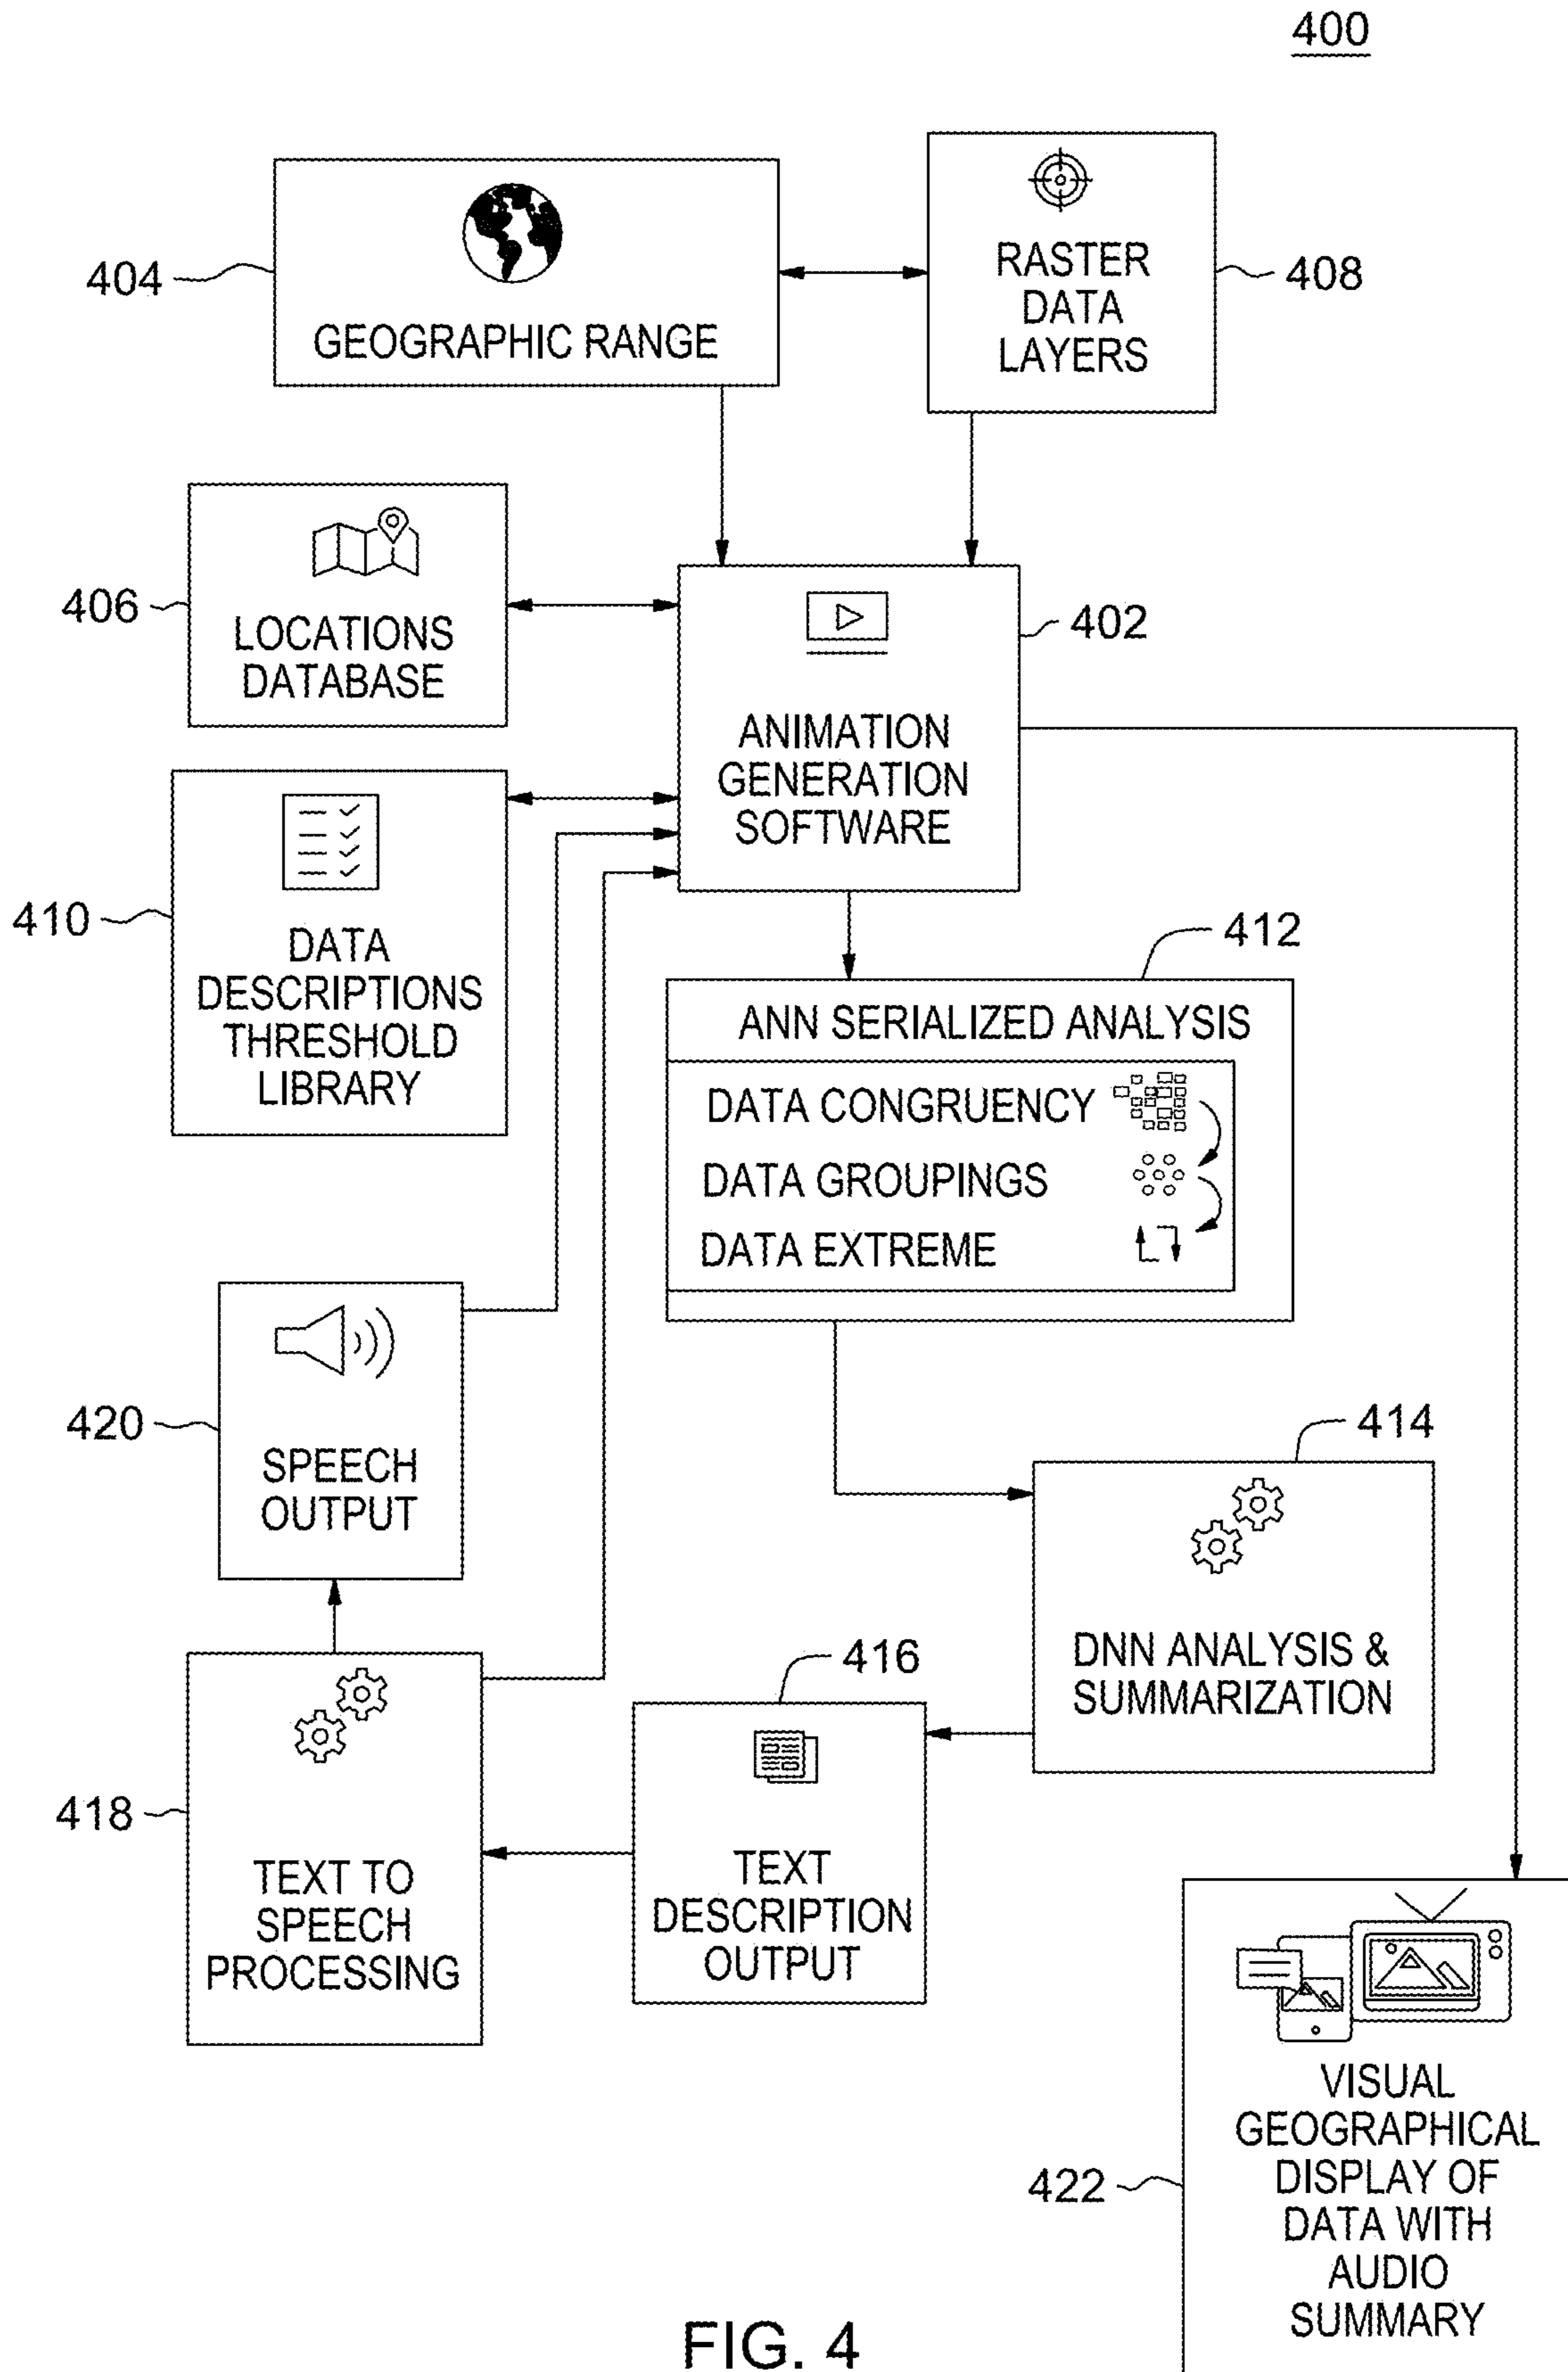 400
404
GEOGRAPHIC RANGE
RASTER
DATA
LAYERS
408
406
LOCATIONS
DATABASE
402
ANIMATION
GENERATION
SOFTWARE
410
DATA
DESCRIPTIONS
THRESHOLD
LIBRARY
412
ANN SERIALIZED ANALYSIS
DATA CONGRUENCY
DATA GROUPINGS
DATA EXTREME
420
SPEECH
OUTPUT
414
DNN ANALYSIS &
SUMMARIZATION
416
TEXT
DESCRIPTION
OUTPUT
418
TEXT TO
SPEECH
PROCESSING
422
VISUAL
GEOGRAPHICAL
DISPLAY OF
DATA WITH
AUDIO
SUMMARY
FIG. 4